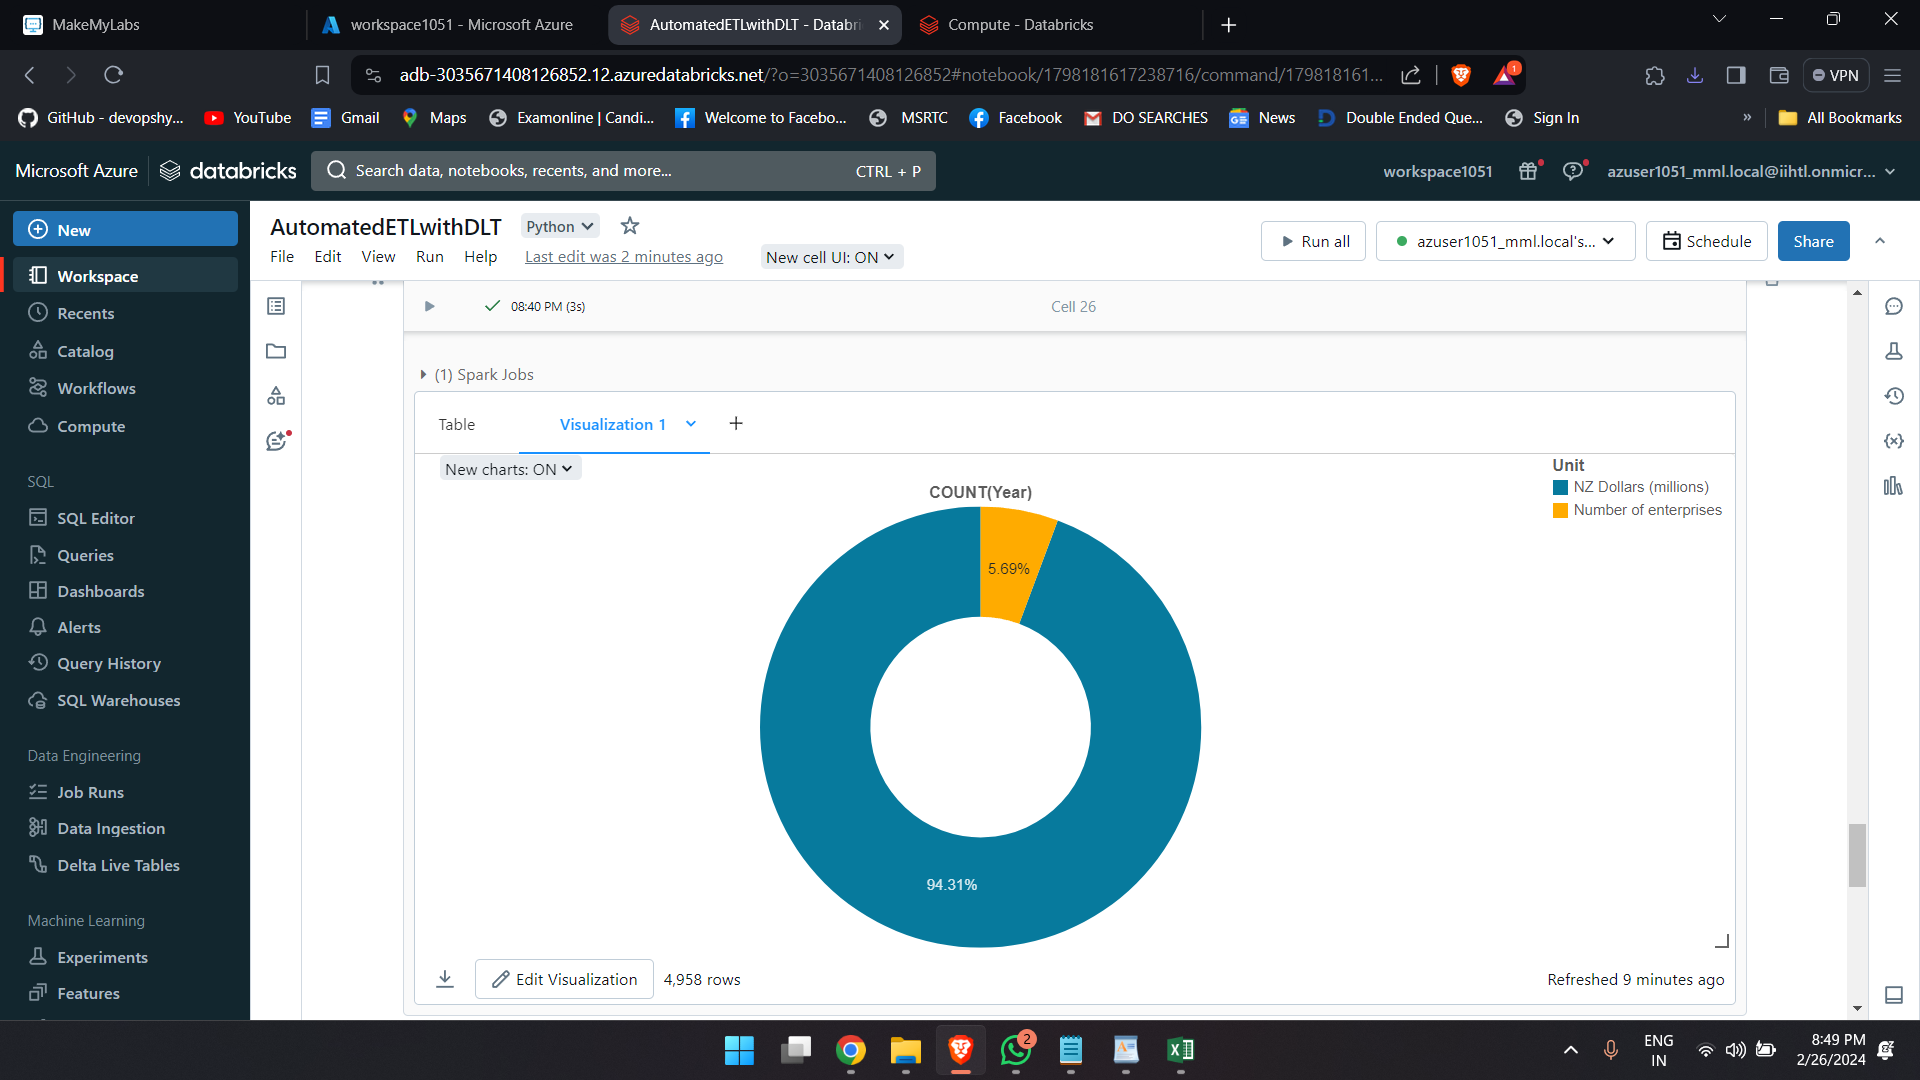 MakeMyLabs
workspace1051 - Microsoft Azure
AutomatedETLwithDLT - Databri
Compute - Databricks
adb-3035671408126852.12.azuredatabricks.net/?o=3035671408126852#notebook/1798181617238716/command/179818161...
1
VPN
GitHub - devopshy...
YouTube
Gmail
Maps
Examonline | Candi...
Welcome to Facebo...
MSRTC
Facebook
DO SEARCHES
News
Double Ended Que...
Sign In
»
All Bookmarks
Microsoft Azure
databricks
Search data, notebooks, recents, and more...
CTRL + P
workspace1051
azuser1051_mml.local@iihtl.onmicr...
New
Workspace
Recents
Catalog
Workflows
Compute
SQL
SQL Editor
Queries
Dashboards
Alerts
Query History
SQL Warehouses
Data Engineering
Job Runs
Data Ingestion
Delta Live Tables
Machine Learning
Experiments
Features
AutomatedETLwithDLT
Python
File
Edit
View
Run
Help
Last edit was 2 minutes ago
New cell UI: ON
Run all
azuser1051_mml.local's...
Schedule
Share
08:40 PM (3s)
Cell 26
(1) Spark Jobs
Table
Visualization 1
+
New charts: ON
COUNT(Year)
Unit
NZ Dollars (millions)
Number of enterprises
5.69%
94.31%
Edit Visualization
4,958 rows
Refreshed 9 minutes ago
2
ENG
IN
8:49 PM
2/26/2024